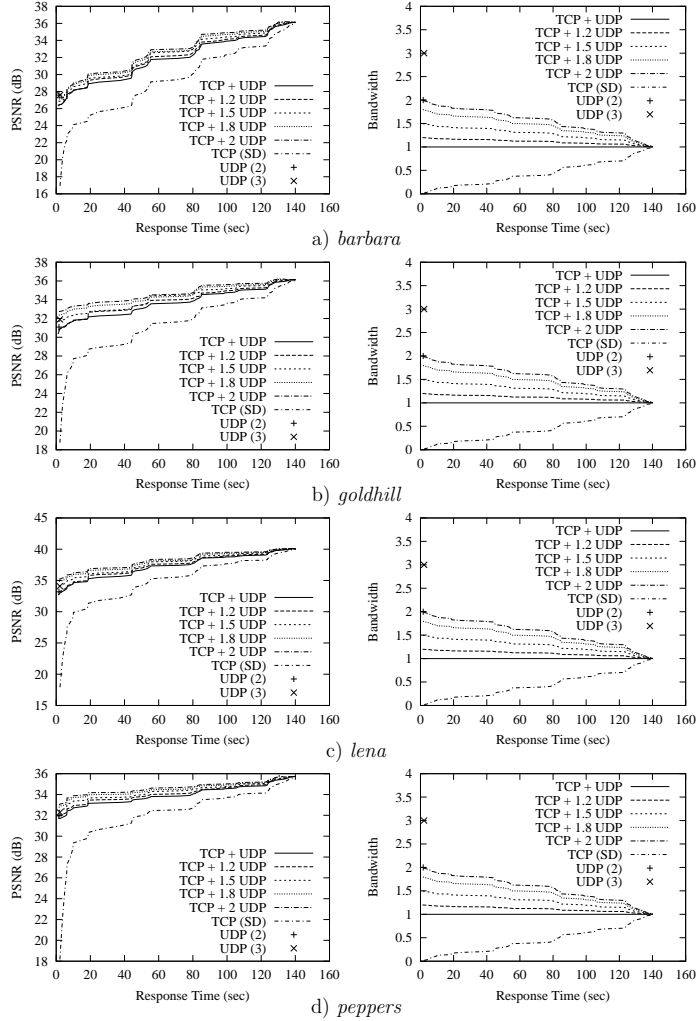 36
34
32
30
28
26
24
22
20
18
16
PSNR (dB)
TCP + UDP
TCP + 1.2 UDP
TCP + 1.5 UDP
TCP + 1.8 UDP
TCP + 2 UDP
TCP (SD)
UDP (2)
UDP (3)
0 20 40 60 80 100 120 140 160
Response Time (sec)
4
3.5
3
2.5
2
1.5
1
0.5
0
Bandwidth
TCP + UDP
TCP + 1.2 UDP
TCP + 1.5 UDP
TCP + 1.8 UDP
TCP + 2 UDP
TCP (SD)
UDP (2)
UDP (3)
0 20 40 60 80 100 120 140 160
Response Time (sec)
a) barbara
38
36
34
32
30
28
26
24
22
20
18
PSNR (dB)
TCP + UDP
TCP + 1.2 UDP
TCP + 1.5 UDP
TCP + 1.8 UDP
TCP + 2 UDP
TCP (SD)
UDP (2)
UDP (3)
0 20 40 60 80 100 120 140 160
Response Time (sec)
4
3.5
3
2.5
2
1.5
1
0.5
0
Bandwidth
TCP + UDP
TCP + 1.2 UDP
TCP + 1.5 UDP
TCP + 1.8 UDP
TCP + 2 UDP
TCP (SD)
UDP (2)
UDP (3)
0 20 40 60 80 100 120 140 160
Response Time (sec)
b) goldhill
45
40
35
30
25
20
15
PSNR (dB)
TCP + UDP
TCP + 1.2 UDP
TCP + 1.5 UDP
TCP + 1.8 UDP
TCP + 2 UDP
TCP (SD)
UDP (2)
UDP (3)
0 20 40 60 80 100 120 140 160
Response Time (sec)
4
3.5
3
2.5
2
1.5
1
0.5
0
Bandwidth
TCP + UDP
TCP + 1.2 UDP
TCP + 1.5 UDP
TCP + 1.8 UDP
TCP + 2 UDP
TCP (SD)
UDP (2)
UDP (3)
0 20 40 60 80 100 120 140 160
Response Time (sec)
c) lena
36
34
32
30
28
26
24
22
20
18
PSNR (dB)
TCP + UDP
TCP + 1.2 UDP
TCP + 1.5 UDP
TCP + 1.8 UDP
TCP + 2 UDP
TCP (SD)
UDP (2)
UDP (3)
0 20 40 60 80 100 120 140 160
Response Time (sec)
4
3.5
3
2.5
2
1.5
1
0.5
0
Bandwidth
TCP + UDP
TCP + 1.2 UDP
TCP + 1.5 UDP
TCP + 1.8 UDP
TCP + 2 UDP
TCP (SD)
UDP (2)
UDP (3)
0 20 40 60 80 100 120 140 160
Response Time (sec)
d) peppers